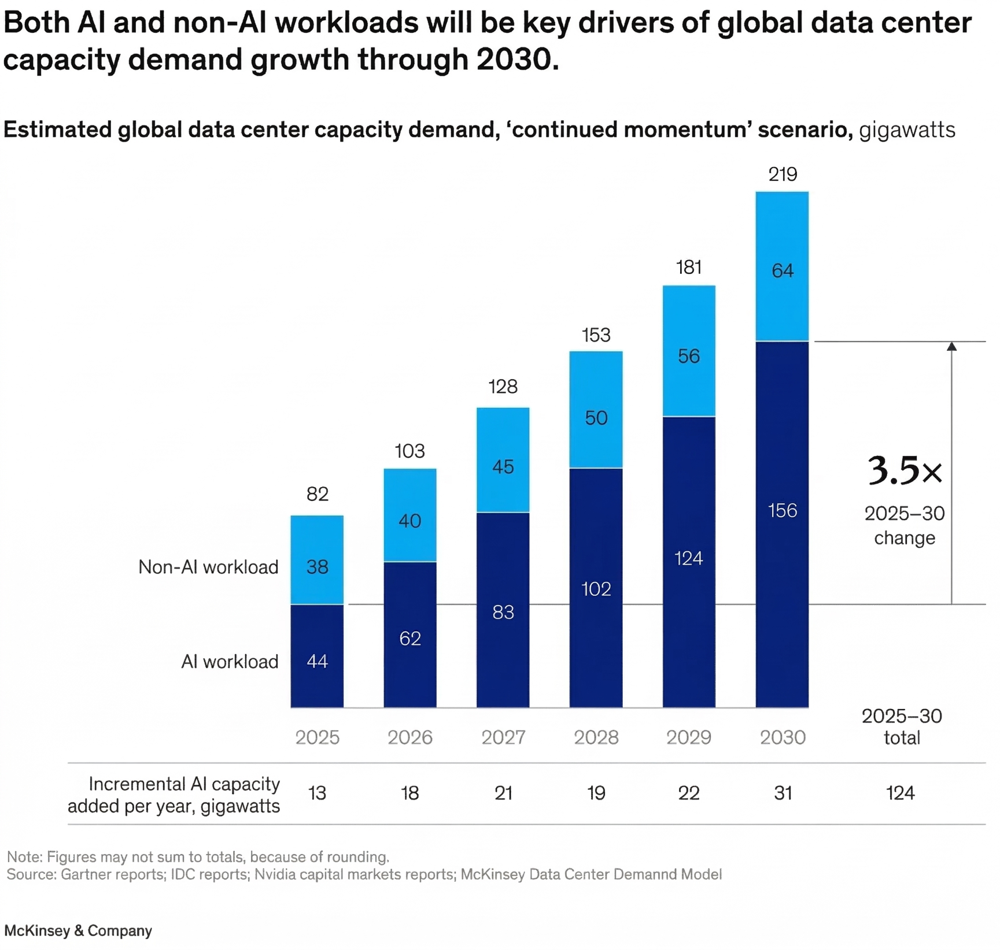 Both AI and non-AI workloads will be key drivers of global data center
capacity demand growth through 2030.
Estimated global data center capacity demand, ‘continued momentum’ scenario, gigawatts
219
181
153
128
103
82
64
56
50
45
40
Non-AI workload 38
156
124
102
83
62
AI workload 44
3.5×
2025–30
change
2025 2026 2027 2028 2029 2030
2025–30
total
Incremental AI capacity
added per year, gigawatts
13 18 21 19 22 31 124
Note: Figures may not sum to totals, because of rounding.
Source: Gartner reports; IDC reports; Nvidia capital markets reports; McKinsey Data Center Demannd Model
McKinsey & Company